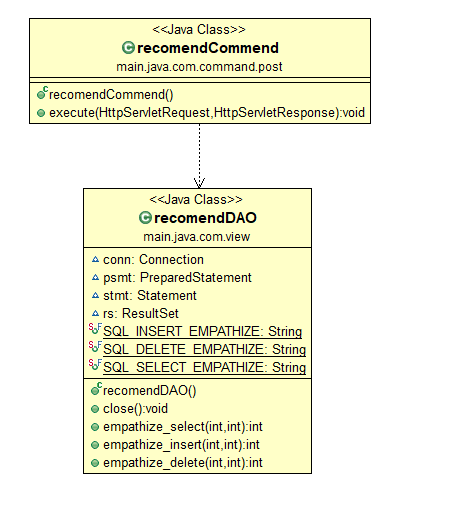 <<Java Class>>
C recomendCommend
main.java.com.command.post
C recomendCommend()
execute(HttpServletRequest,HttpServletResponse):void
<<Java Class>>
C recomendDAO
main.java.com.view
conn: Connection
psmt: PreparedStatement
stmt: Statement
rs: ResultSet
S F SQL_INSERT_EMPATHIZE: String
S F SQL_DELETE_EMPATHIZE: String
S F SQL_SELECT_EMPATHIZE: String
C recomendDAO()
close():void
empathize_select(int,int):int
empathize_insert(int,int):int
empathize_delete(int,int):int